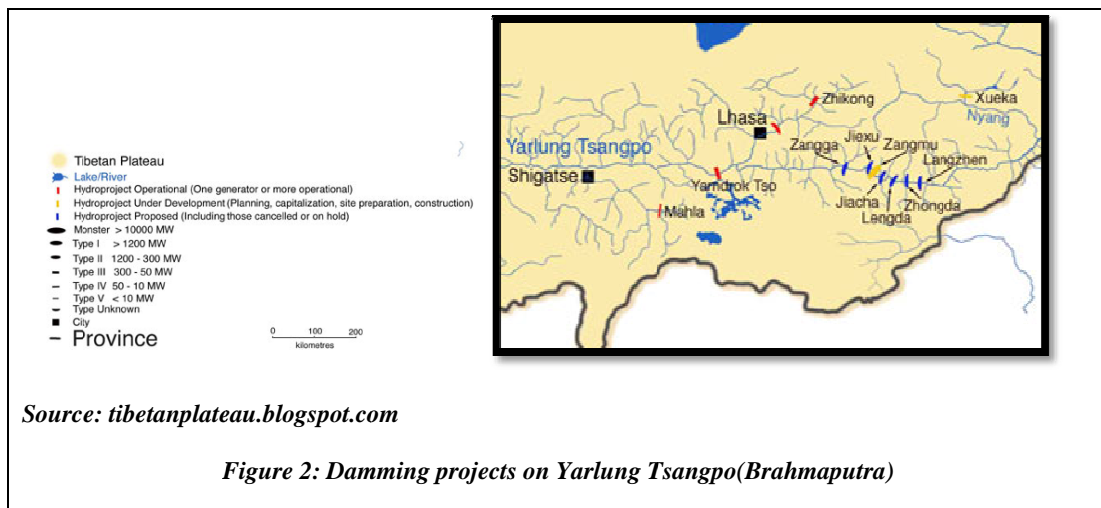 Tibetan Plateau
Lake/River
Hydroproject Operational (One generator or more operational)
Hydroproject Under Development (Planning, capitalization, site preparation, construction)
Hydroproject Proposed (Including those cancelled or on hold)
Monster > 10000 MW
Type I > 1200 MW
Type II 1200 - 300 MW
Type III 300 - 50 MW
Type IV 50 - 10 MW
Type V < 10 MW
Type Unknown
City
Province
0 100 200
kilometres
Zhikong
Xueka
Nyang
Lhasa
Jiexu
Zangmu
Zangga
Langzhen
Yarlung Tsangpo
Shigatse
Yamdrok Tso
Jiacha
Zhongda
Lengda
Mahla
Source: tibetanplateau.blogspot.com
Figure 2: Damming projects on Yarlung Tsangpo(Brahmaputra)